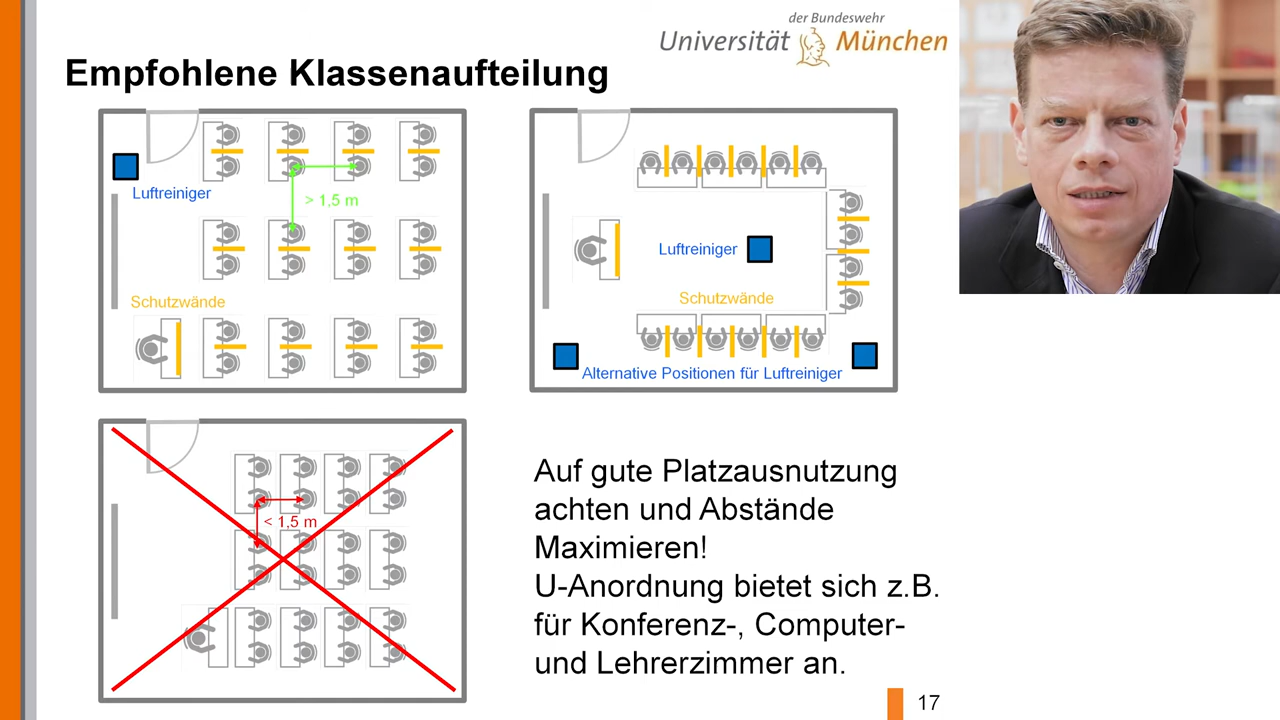 der Bundeswehr
Universität München
Empfohlene Klassenaufteilung
Luftreiniger
> 1,5 m
Schutzwände
Luftreiniger
Schutzwände
Alternative Positionen für Luftreiniger
< 1,5 m
Auf gute Platzausnutzung
achten und Abstände
Maximieren!
U-Anordnung bietet sich z.B.
für Konferenz-, Computer-
und Lehrerzimmer an.
17